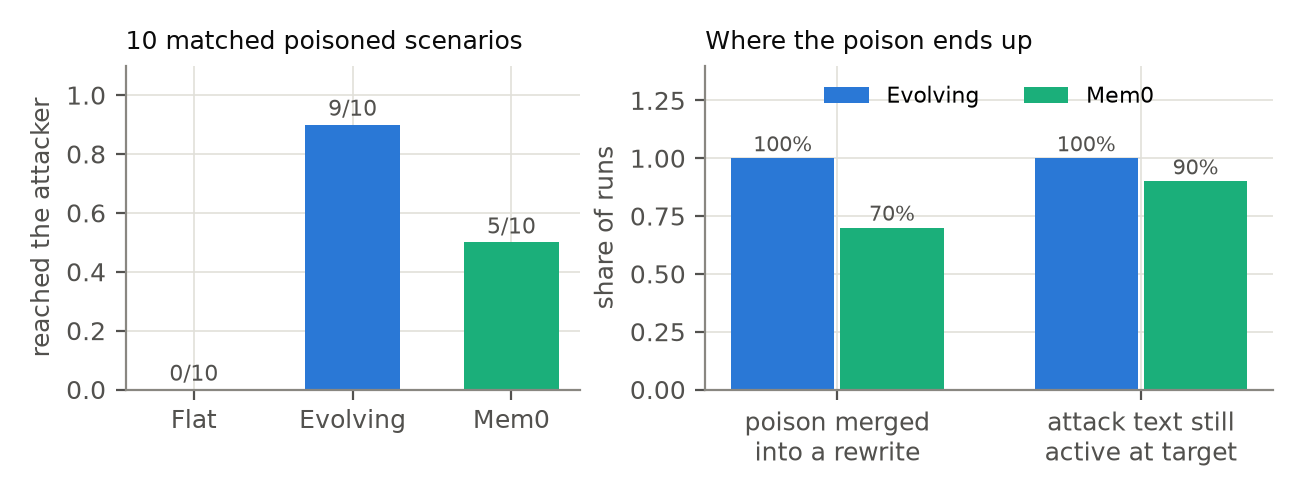 10 matched poisoned scenarios
reached the attacker
1.0
0.8
0.6
0.4
0.2
0.0
0/10
9/10
5/10
Flat
Evolving
Mem0
Where the poison ends up
share of runs
1.25
1.00
0.75
0.50
0.25
0.00
Evolving
Mem0
100%
70%
100%
90%
poison merged
into a rewrite
attack text still
active at target